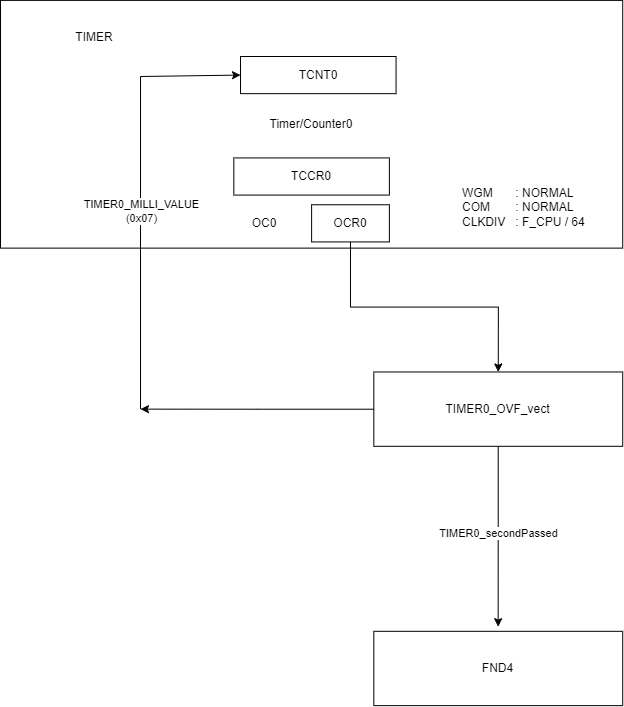 TIMER
TCNT0
Timer/Counter0
TCCR0
TIMER0_MILLI_VALUE
(0x07)
OC0
OCR0
WGM : NORMAL
COM : NORMAL
CLKDIV : F_CPU / 64
TIMER0_OVF_vect
TIMER0_secondPassed
FND4